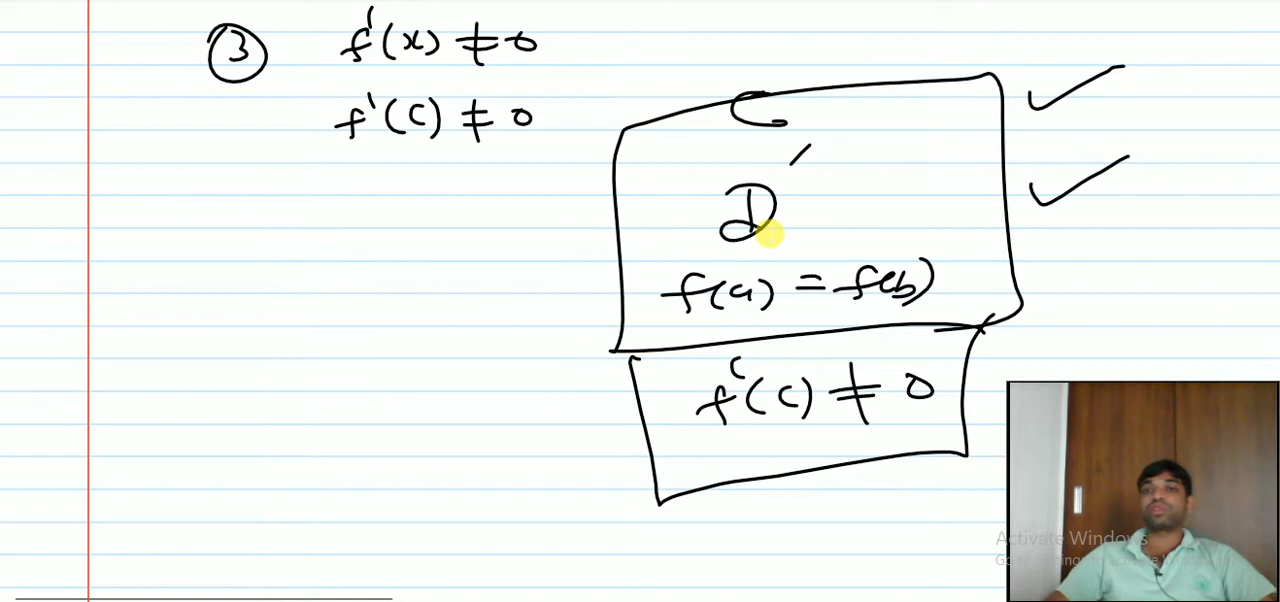 ③ f'(x) ≠ 0
f'(c) ≠ 0
C
D
f(a) = f(b)
f'(c) ≠ 0
Activate Windows